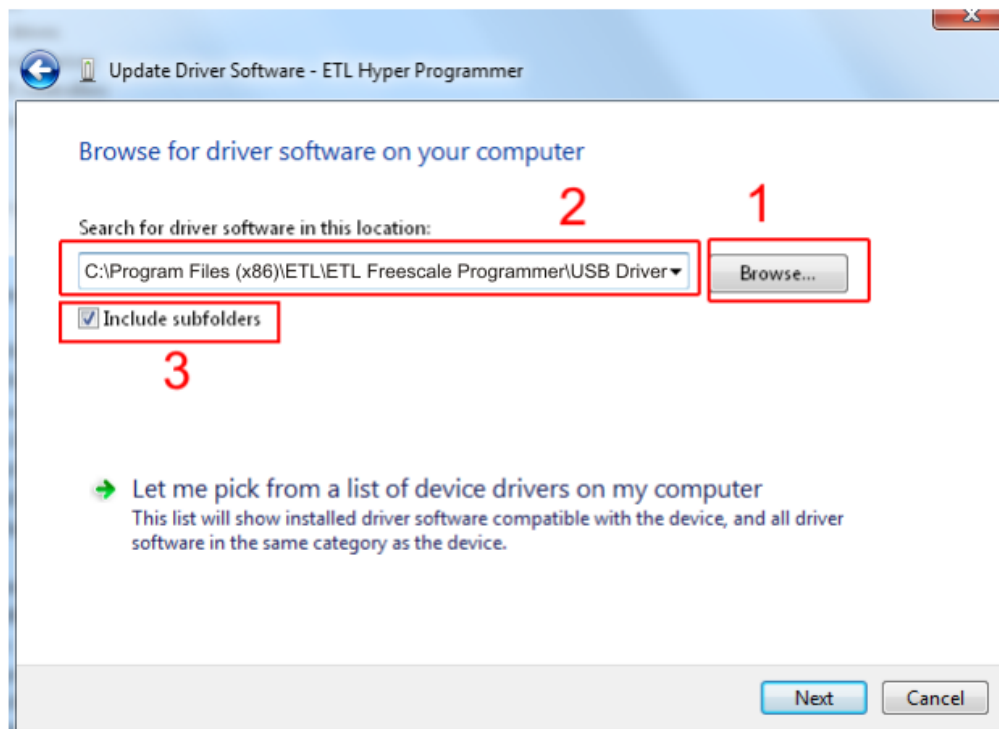 Update Driver Software - ETL Hyper Programmer
Browse for driver software on your computer
2
1
Search for driver software in this location:
C:\Program Files (x86)\ETL\ETL Freescale Programmer\USB Driver
Browse...
Include subfolders
3
Let me pick from a list of device drivers on my computer
This list will show installed driver software compatible with the device, and all driver
software in the same category as the device.
Next
Cancel